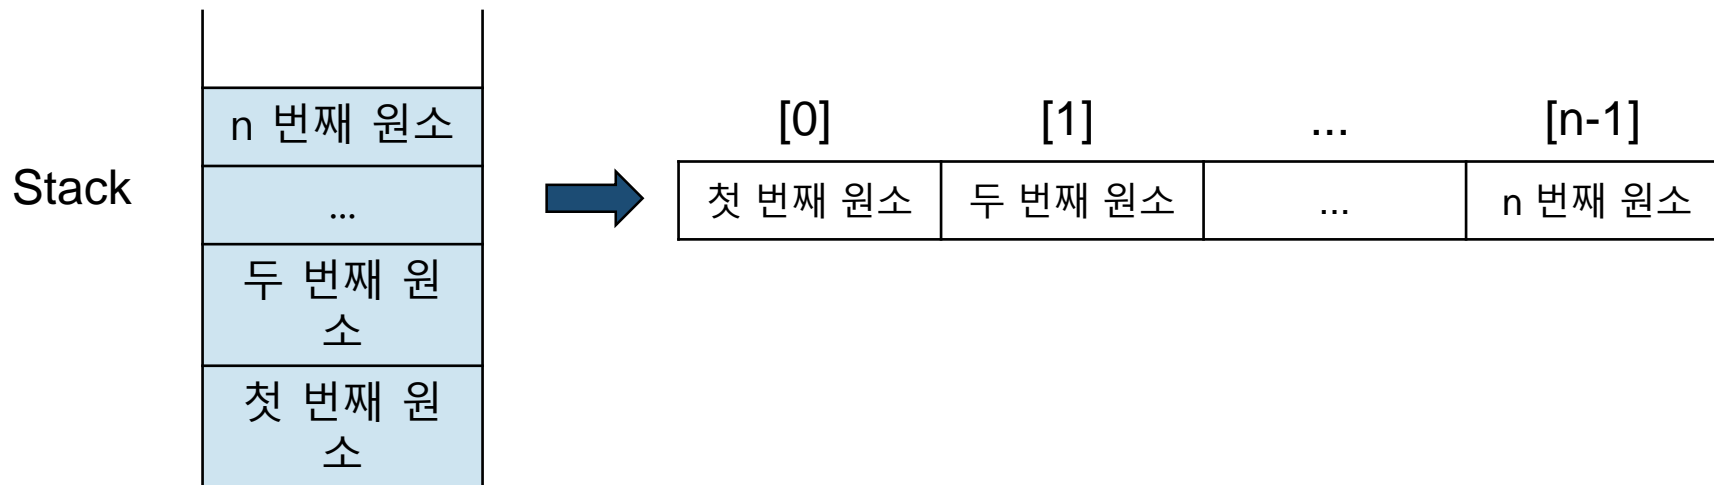 Stack
n 번째 원소
...
두 번째 원
소
첫 번째 원
소
[0] [1] ... [n-1]
첫 번째 원소 두 번째 원소 ... n 번째 원소